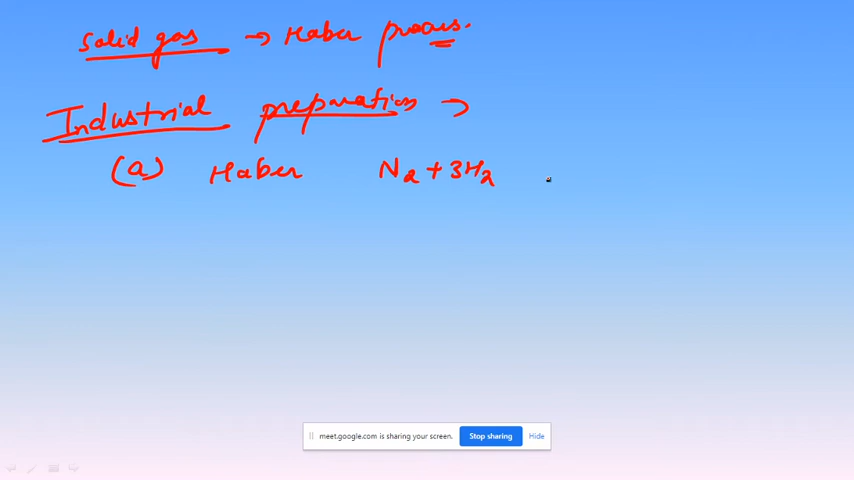 Solid gas → Haber process.
Industrial preparation →
(a) Haber N₂ + 3H₂
meet.google.com is sharing your screen. Stop sharing Hide